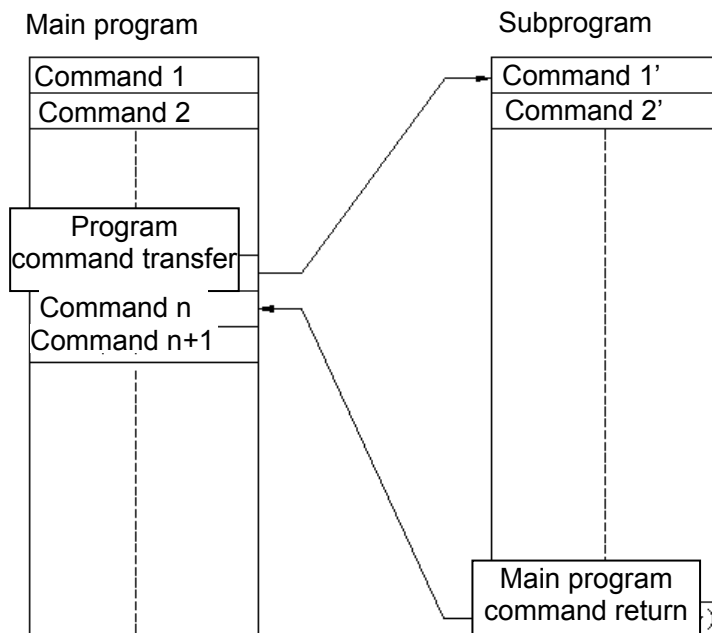 Main program
Command 1
Command 2
Program
command transfer
Command n
Command n+1
Subprogram
Command 1’
Command 2’
Main program
command return